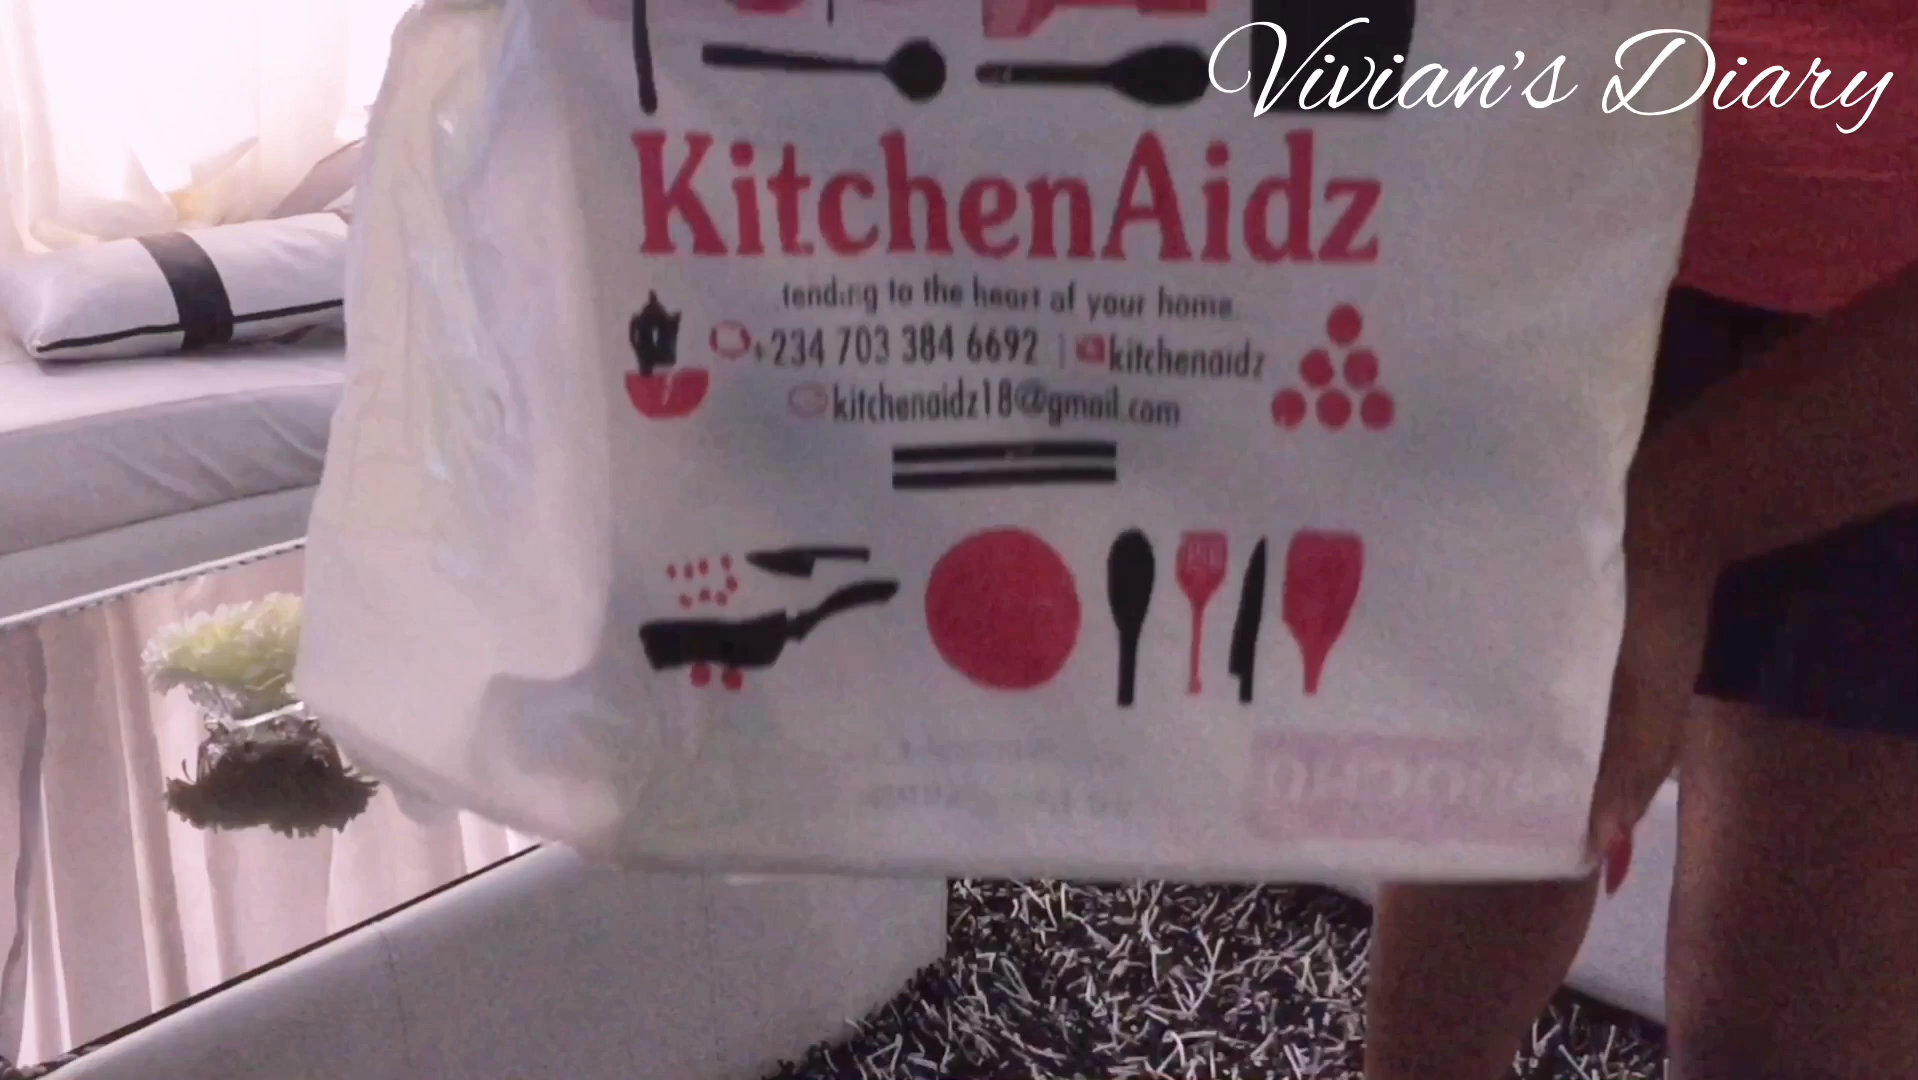 Vivian's Diary
KitchenAidz
...tending to the heart of your home...
+234 703 384 6692 | kitchenaidz
kitchenaidz18@gmail.com